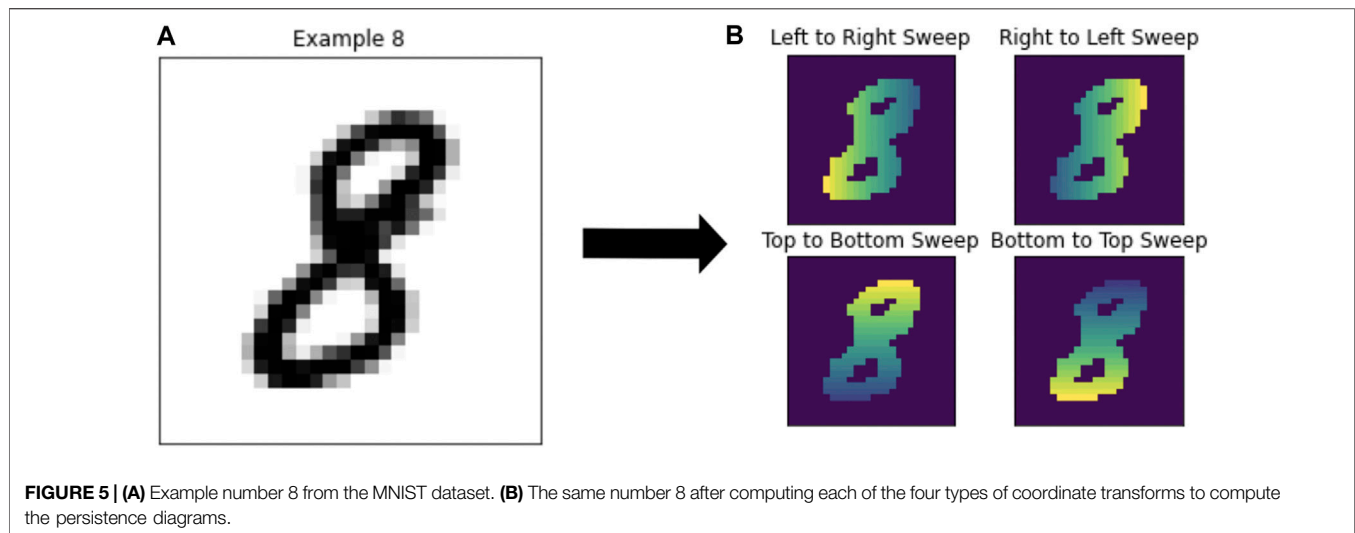 A
Example 8
B
Left to Right Sweep
Right to Left Sweep
Top to Bottom Sweep
Bottom to Top Sweep
FIGURE 5 | (A) Example number 8 from the MNIST dataset. (B) The same number 8 after computing each of the four types of coordinate transforms to compute
the persistence diagrams.